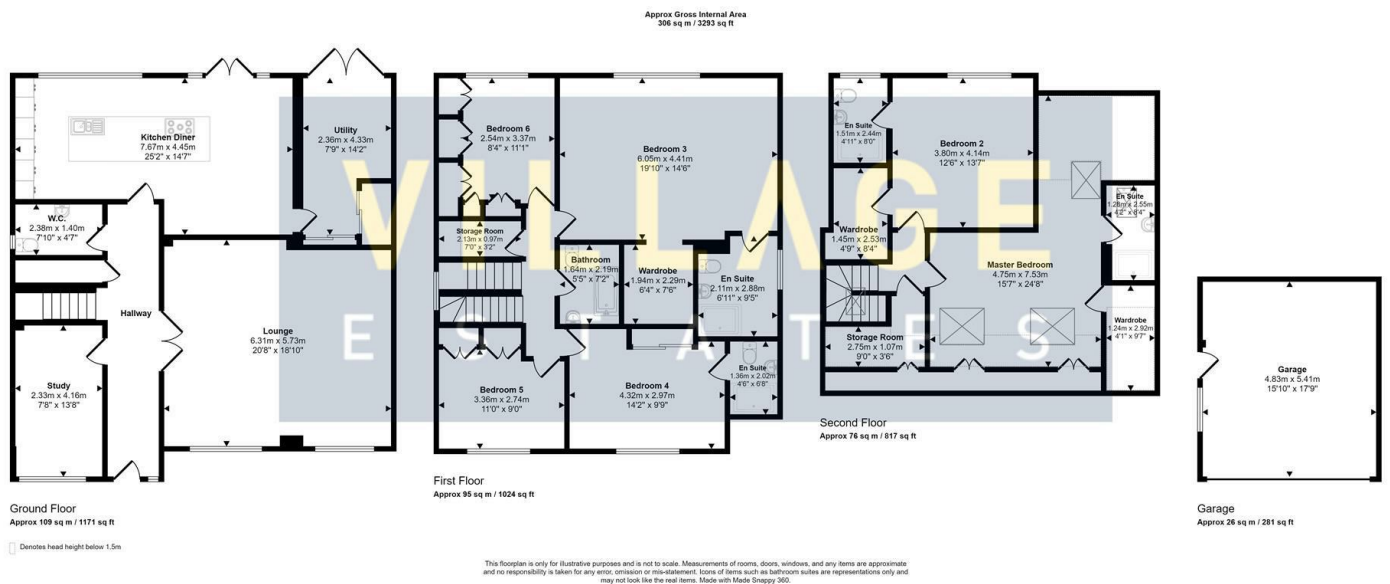 Approx Gross Internal Area
306 sq m / 3293 sq ft
Kitchen Diner
7.67m x 4.45m
25'2" x 14'7"
Utility
2.36m x 4.33m
7'9" x 14'2"
W.C.
2.38m x 1.40m
7'10" x 4'7"
Hallway
Lounge
6.31m x 5.73m
20'8" x 18'10"
Study
2.33m x 4.16m
7'8" x 13'8"
Ground Floor
Approx 109 sq m / 1171 sq ft
Denotes head height below 1.5m
Bedroom 6
2.54m x 3.37m
8'4" x 11'1"
Bedroom 3
6.05m x 4.41m
19'10" x 14'6"
Storage Room
2.13m x 0.97m
7'0" x 3'2"
Bathroom
1.64m x 2.19m
5'5" x 7'2"
Wardrobe
1.94m x 2.29m
6'4" x 7'6"
En Suite
2.11m x 2.88m
6'11" x 9'5"
Bedroom 5
3.36m x 2.74m
11'0" x 9'0"
Bedroom 4
4.32m x 2.97m
14'2" x 9'9"
En Suite
1.36m x 2.02m
4'6" x 6'8"
First Floor
Approx 95 sq m / 1024 sq ft
En Suite
1.51m x 2.44m
4'11" x 8'0"
Bedroom 2
3.80m x 4.14m
12'6" x 13'7"
Wardrobe
1.45m x 2.53m
4'9" x 8'4"
En Suite
1.28m x 2.55m
4'2" x 8'4"
Master Bedroom
4.75m x 7.53m
15'7" x 24'8"
Storage Room
2.75m x 1.07m
9'0" x 3'6"
Wardrobe
1.24m x 2.92m
4'1" x 9'7"
Second Floor
Approx 76 sq m / 817 sq ft
Garage
4.83m x 5.41m
15'10" x 17'9"
Garage
Approx 26 sq m / 281 sq ft
VILLAGE
ESTATES
This floorplan is only for illustrative purposes and is not to scale. Measurements of rooms, doors, windows, and any items are approximate
and no responsibility is taken for any error, omission or mis-statement. Icons of items such as bathroom suites are representations only and
may not look like the real items. Made with Made Snappy 360.